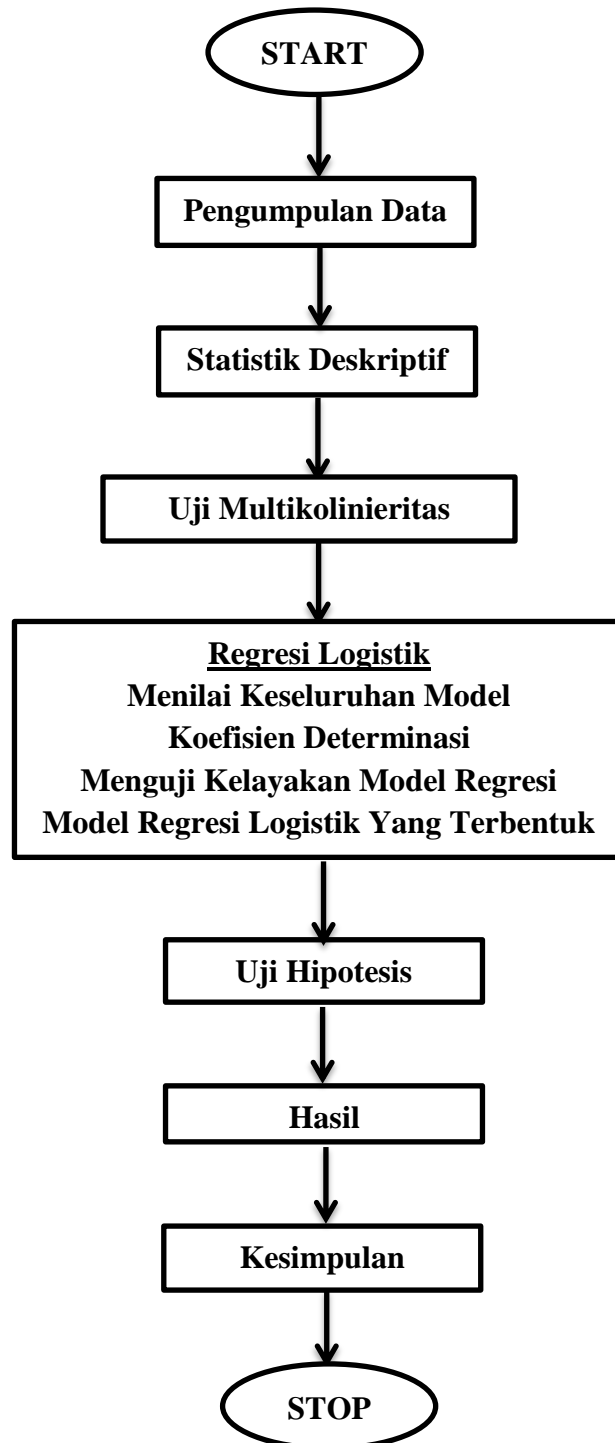 START
Pengumpulan Data
Statistik Deskriptif
Uji Multikolinieritas
Regresi Logistik
Menilai Keseluruhan Model
Koefisien Determinasi
Menguji Kelayakan Model Regresi
Model Regresi Logistik Yang Terbentuk
Uji Hipotesis
Hasil
Kesimpulan
STOP